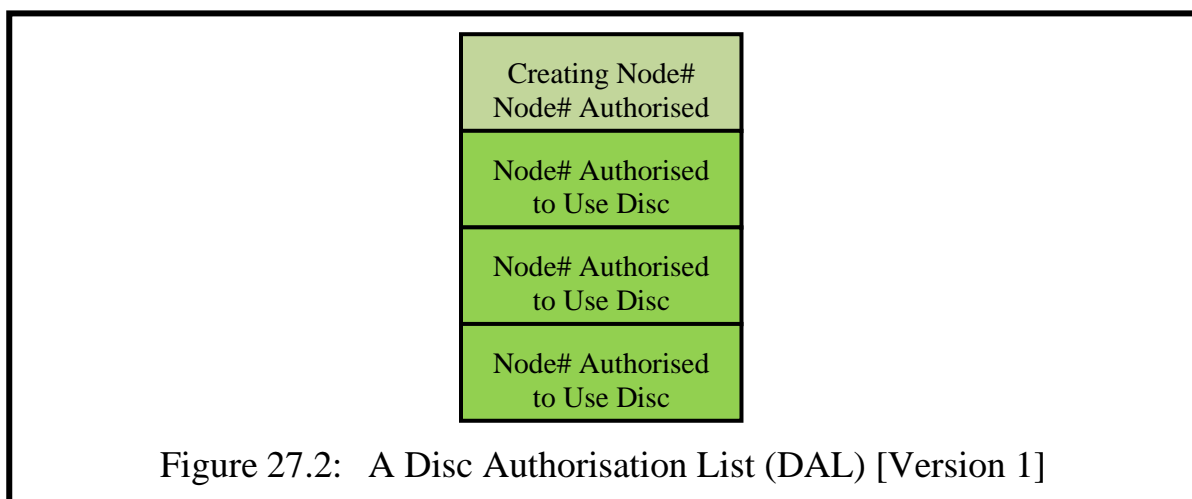 Creating Node#
Node# Authorised
Node# Authorised
to Use Disc
Node# Authorised
to Use Disc
Node# Authorised
to Use Disc
Figure 27.2: A Disc Authorisation List (DAL) [Version 1]